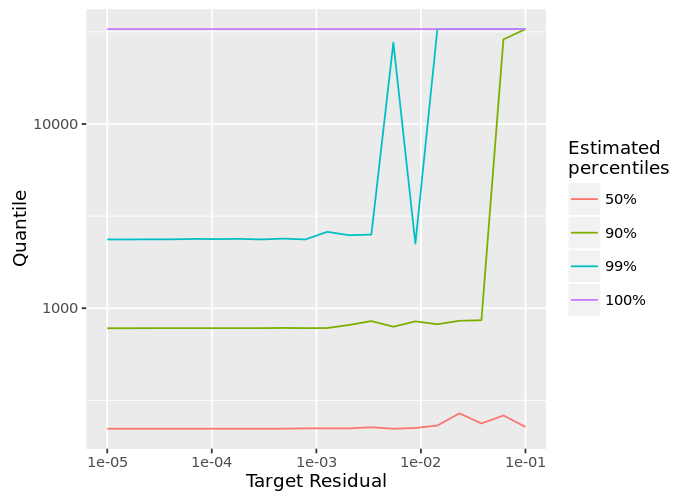 10000
1000
Quantile
1e-05 1e-04 1e-03 1e-02 1e-01
Target Residual
Estimated
percentiles
50%
90%
99%
100%